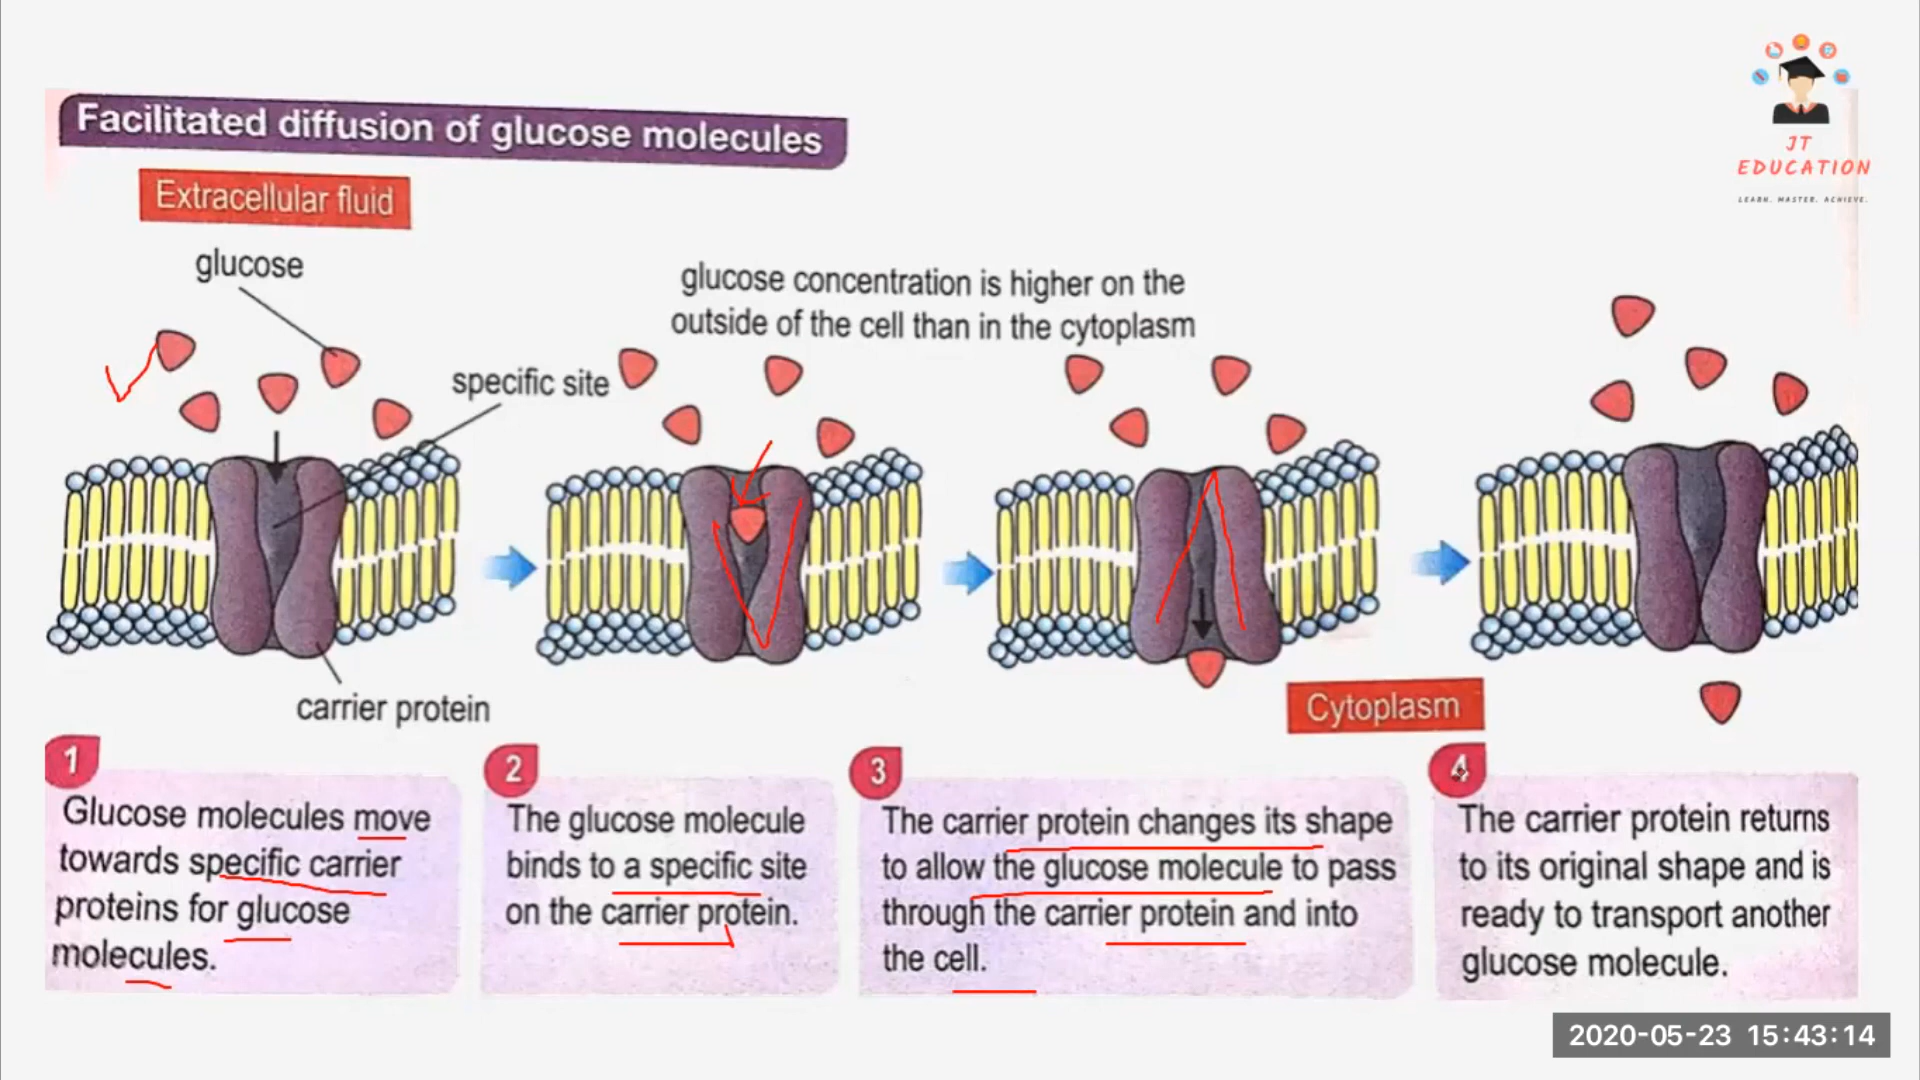 JT
EDUCATION
LEARN. MASTER. ACHIEVE.
Facilitated diffusion of glucose molecules
Extracellular fluid
glucose
glucose concentration is higher on the
outside of the cell than in the cytoplasm
specific site
carrier protein
Cytoplasm
1
Glucose molecules move
towards specific carrier
proteins for glucose
molecules.
2
The glucose molecule
binds to a specific site
on the carrier protein.
3
The carrier protein changes its shape
to allow the glucose molecule to pass
through the carrier protein and into
the cell.
4
The carrier protein returns
to its original shape and is
ready to transport another
glucose molecule.
2020-05-23 15:43:14